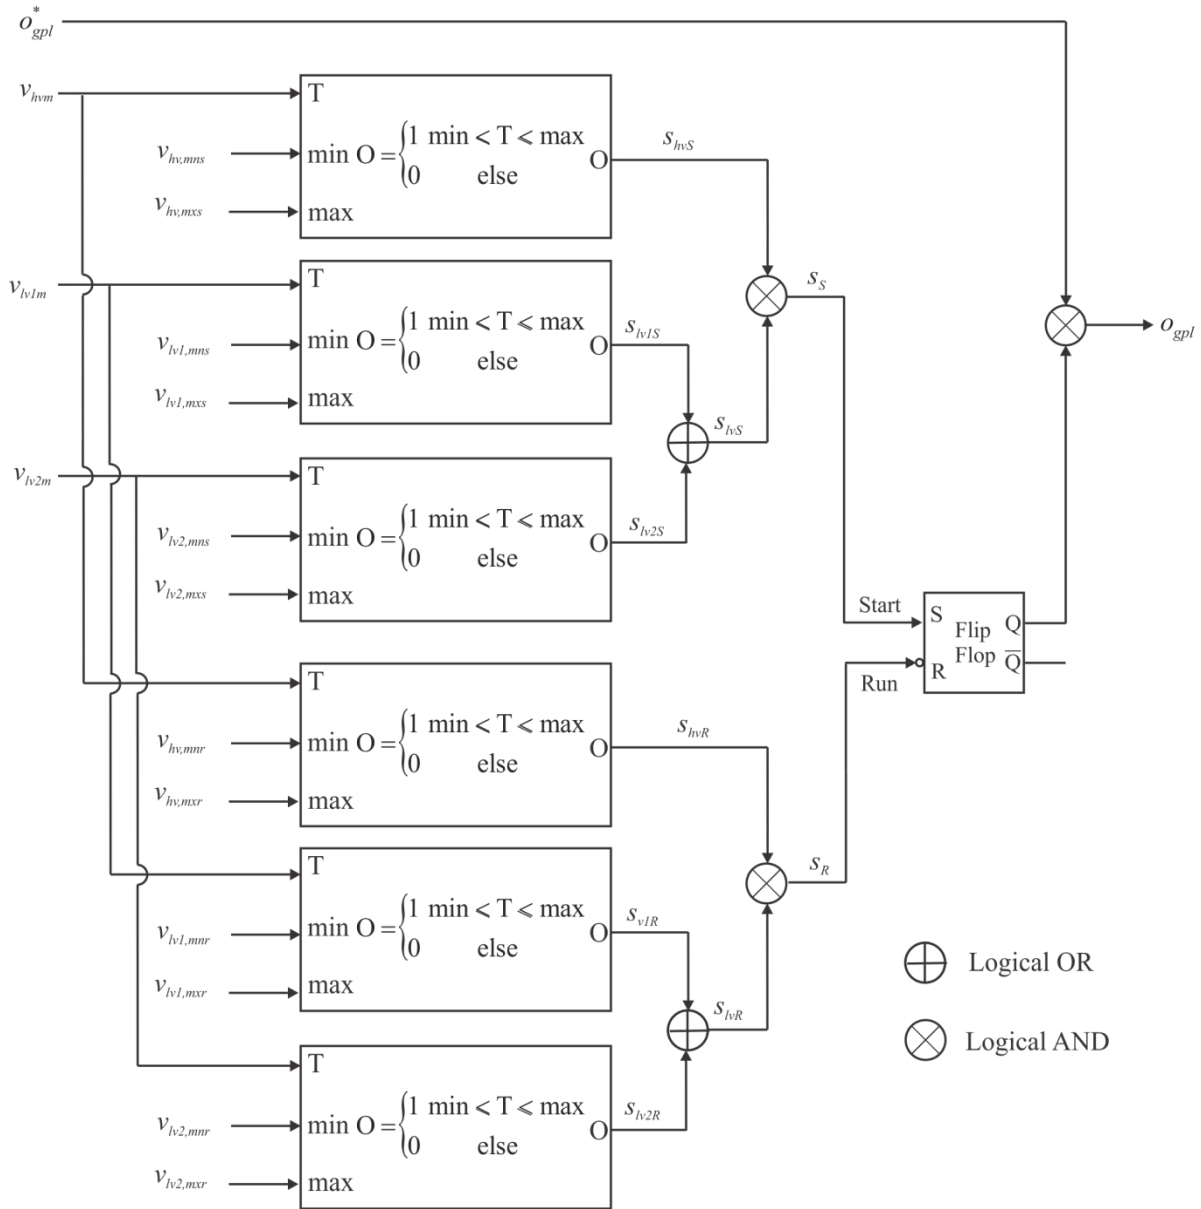 o*gpl
vhvm
T
vhv,mns
min O = {1 min < T ⩽ max
0 else
O
shvS
vhv,mxs
max
vlv1m
T
sS
vlv1,mns
min O = {1 min < T ⩽ max
0 else
O
slv1S
ogpl
vlv1,mxs
max
slvS
vlv2m
T
vlv2,mns
min O = {1 min < T ⩽ max
0 else
O
slv2S
vlv2,mxs
max
Start
S Flip Q
Flop Q̅
R
Run
T
vhv,mnr
min O = {1 min < T ⩽ max
0 else
O
shvR
vhv,mxr
max
T
sR
vlv1,mnr
min O = {1 min < T ⩽ max
0 else
O
sv1R
vlv1,mxr
max
slvR
Logical OR
Logical AND
T
vlv2,mnr
min O = {1 min < T ⩽ max
0 else
O
slv2R
vlv2,mxr
max